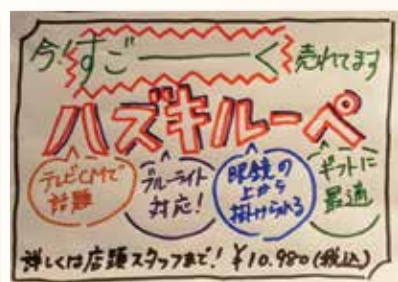 今!すご——く売れてます
ハズキルーペ
テレビCMで
話題
ブルーライト
対応!
眼鏡の
上から
掛けられる
ギフトに
最適
詳しくは店頭スタッフまで! ¥10.980(税込)